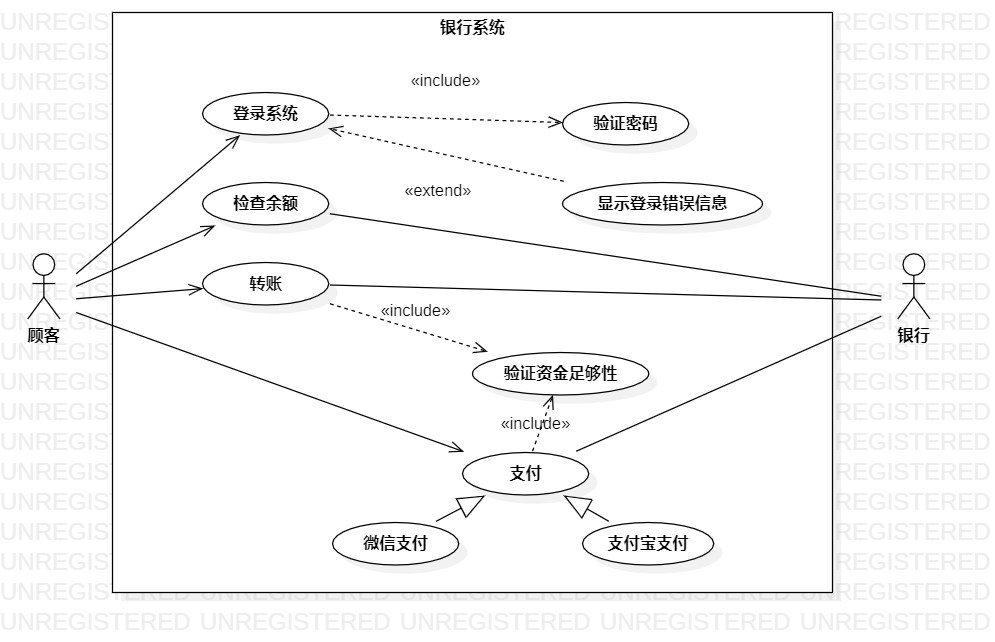 银行系统
«include»
登录系统
验证密码
«extend»
检查余额
显示登录错误信息
转账
«include»
顾客
银行
验证资金足够性
«include»
支付
微信支付
支付宝支付
UNREGISTERED UNREGISTERED UNREGISTERED UNREGISTERED UNREGISTERED